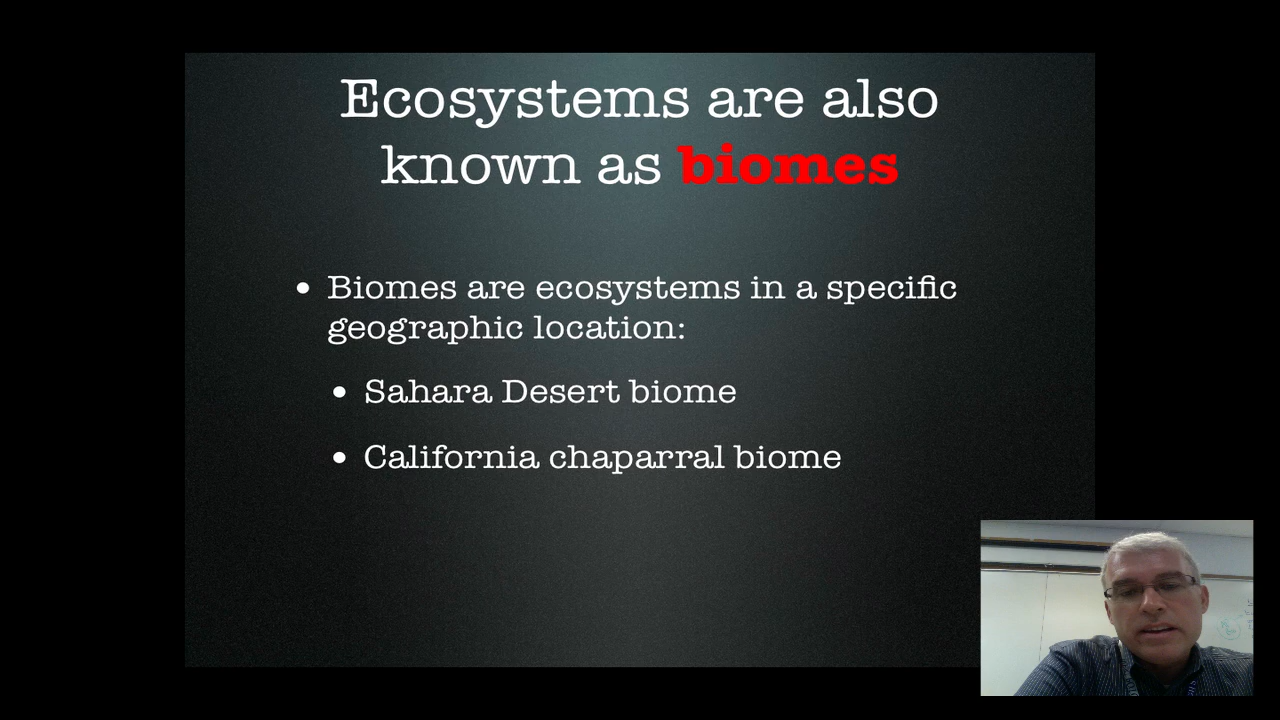 Ecosystems are also
known as biomes
• Biomes are ecosystems in a specific
geographic location:
• Sahara Desert biome
• California chaparral biome